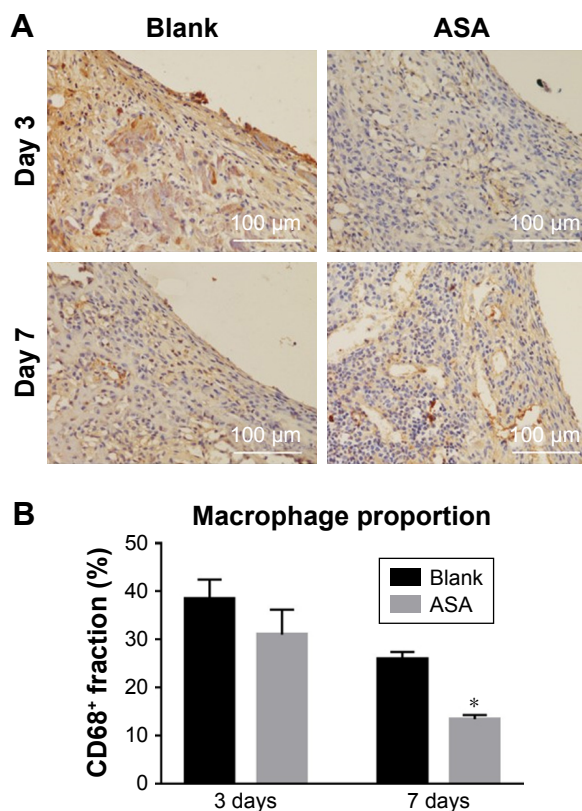 A
Blank
ASA
Day 3
100 µm
100 µm
Day 7
100 µm
100 µm
B
Macrophage proportion
CD68⁺ fraction (%)
50
40
30
20
10
0
Blank
ASA
*
3 days
7 days